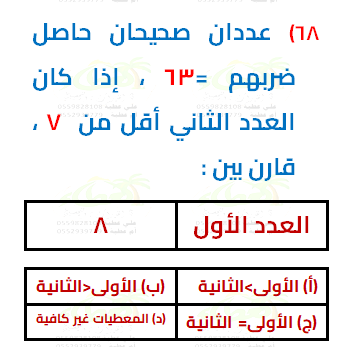 ٦٨) عددان صحيحان حاصل
ضربهم =٦٣ ، إذا كان
العدد الثاني أقل من ٧ ،
قارن بين :
العدد الأول ٨
(أ) الأولى>الثانية (ب) الأولى<الثانية
(ج) الأولى= الثانية (د) المعطيات غير كافية